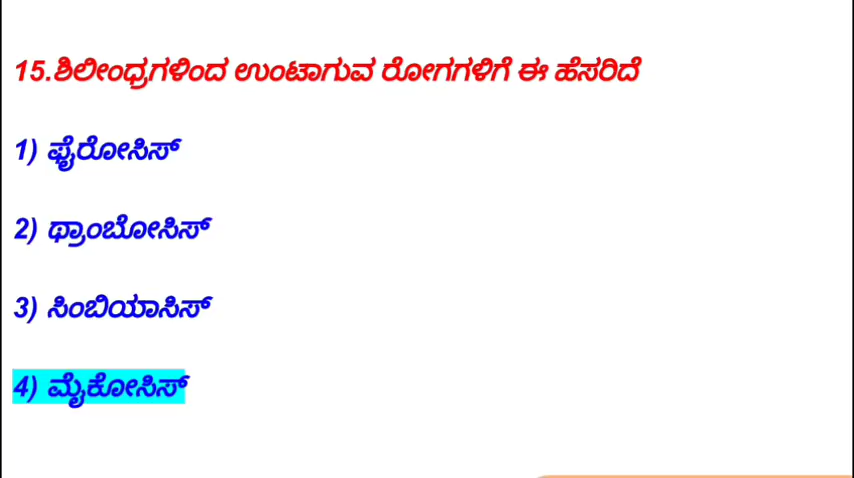 15.ಶಿಲೀಂಧ್ರಗಳಿಂದ ಉಂಟಾಗುವ ರೋಗಗಳಿಗೆ ಈ ಹೆಸರಿದೆ
1) ಫೈರೋಸಿಸ್
2) ಥ್ರಾಂಬೋಸಿಸ್
3) ಸಿಂಬಿಯಾಸಿಸ್
4) ಮೈಕೋಸಿಸ್